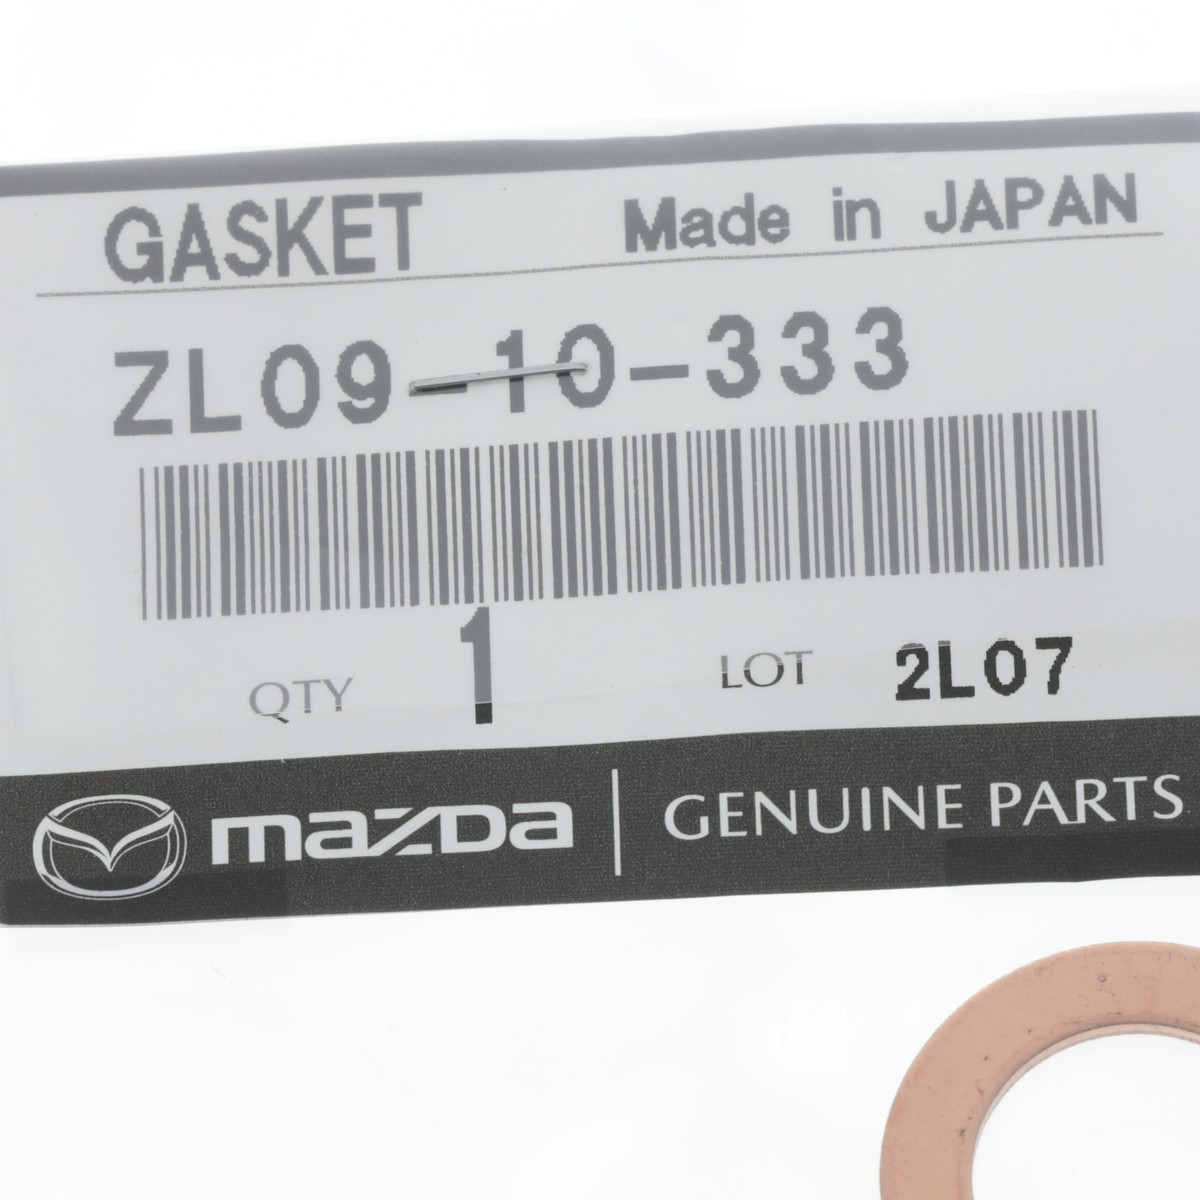 GASKET Made in JAPAN
ZL09-10-333
QTY 1 LOT 2L07
mazda | GENUINE PARTS